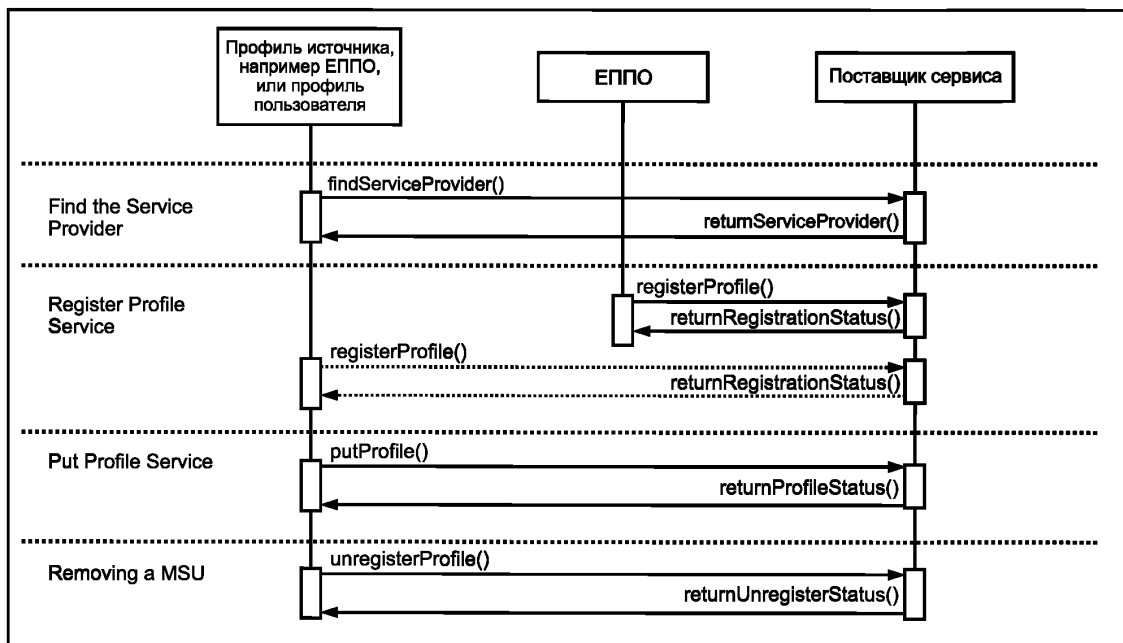 Профиль источника,
например ЕППО,
или профиль
пользователя
ЕППО
Поставщик сервиса
Find the Service
Provider
findServiceProvider()
returnServiceProvider()
Register Profile
Service
registerProfile()
returnRegistrationStatus()
registerProfile()
returnRegistrationStatus()
Put Profile Service
putProfile()
returnProfileStatus()
Removing a MSU
unregisterProfile()
returnUnregisterStatus()